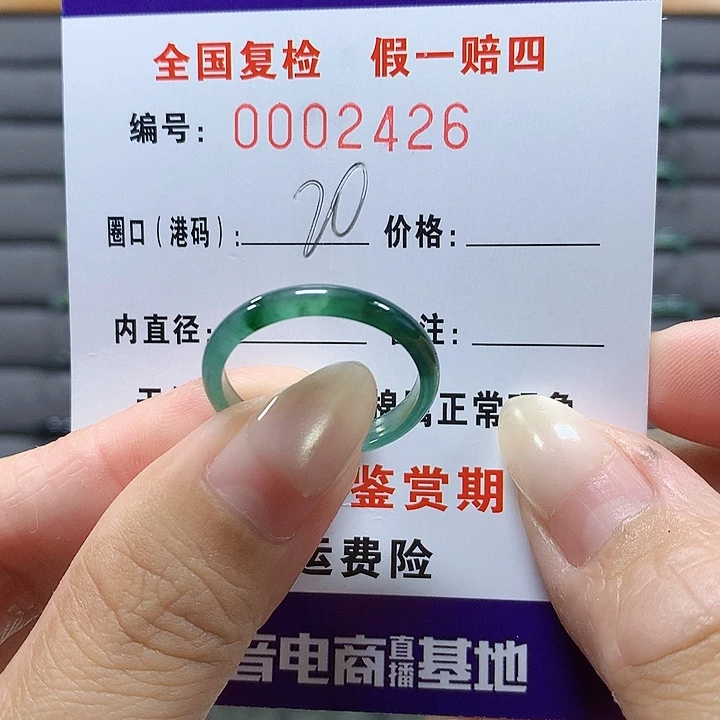 全国复检 假一赔四
编号: 0002426
圈口(港码): 20 价格:
内直径: 注:
正常
鉴赏期
运费险
音电商直播基地